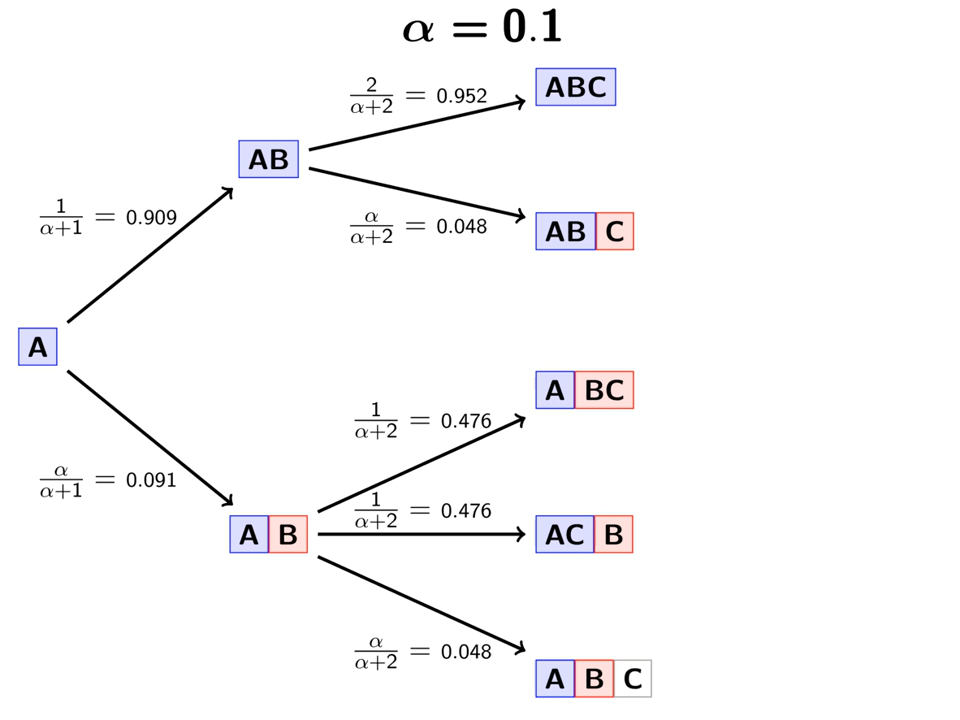 α = 0.1
2/(α+2) = 0.952
ABC
AB
1/(α+1) = 0.909
α/(α+2) = 0.048
AB C
A
1/(α+2) = 0.476
A BC
α/(α+1) = 0.091
1/(α+2) = 0.476
A B
AC B
α/(α+2) = 0.048
A B C